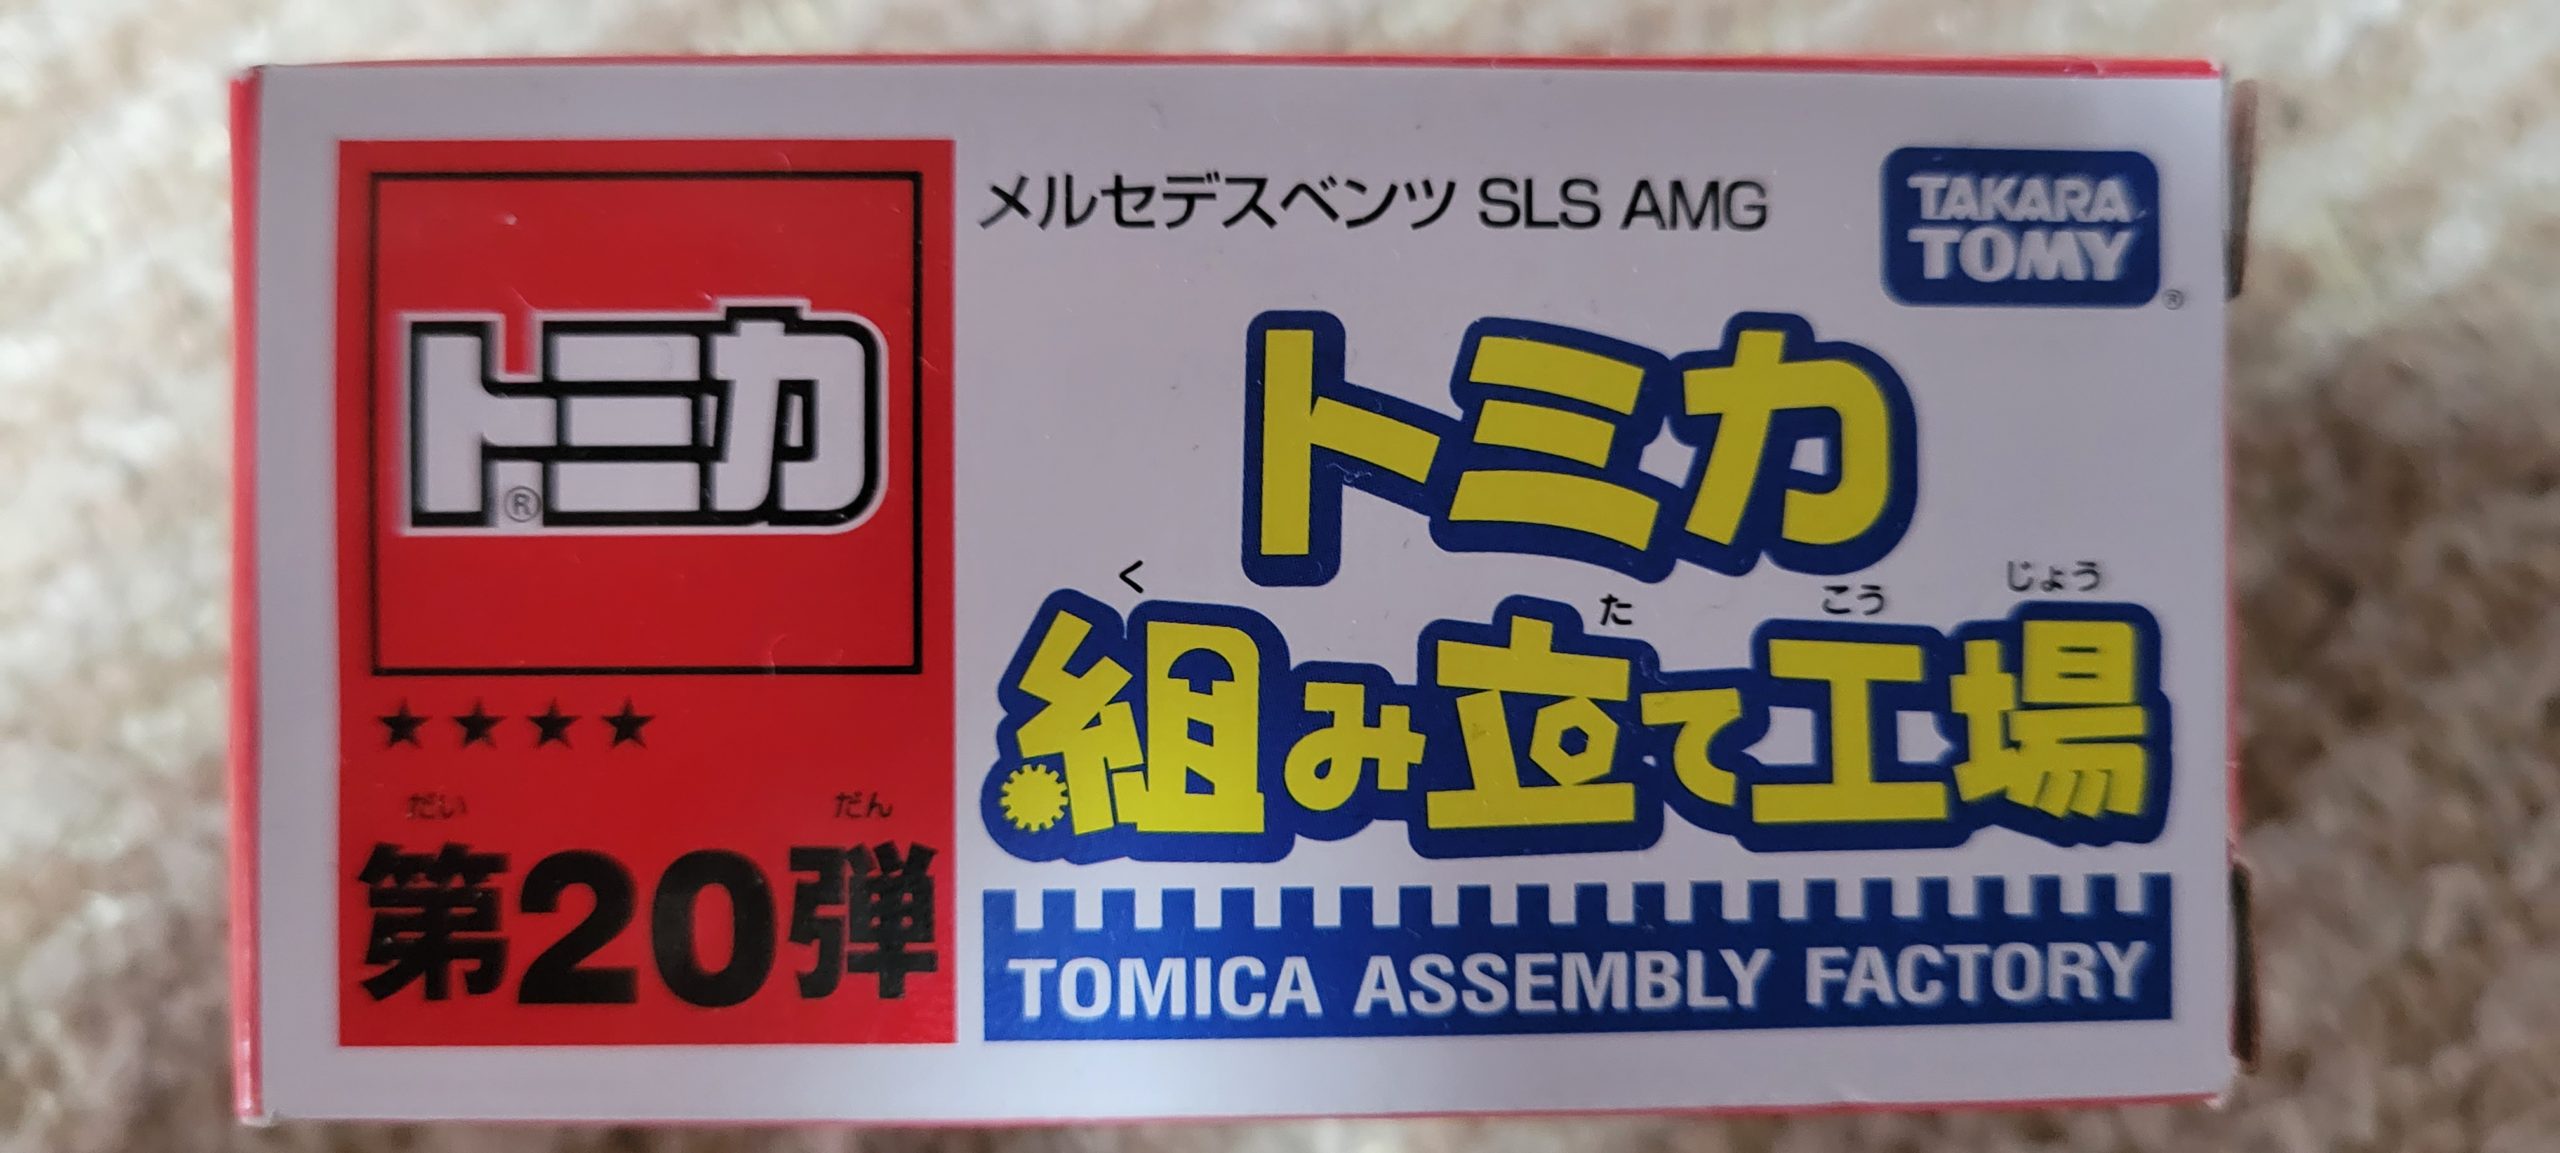 トミカ
®
★★★★
だい だん
第20弾
メルセデスベンツ SLS AMG
TAKARA
TOMY
®
トミカ
く た こう じょう
組み立て工場
TOMICA ASSEMBLY FACTORY